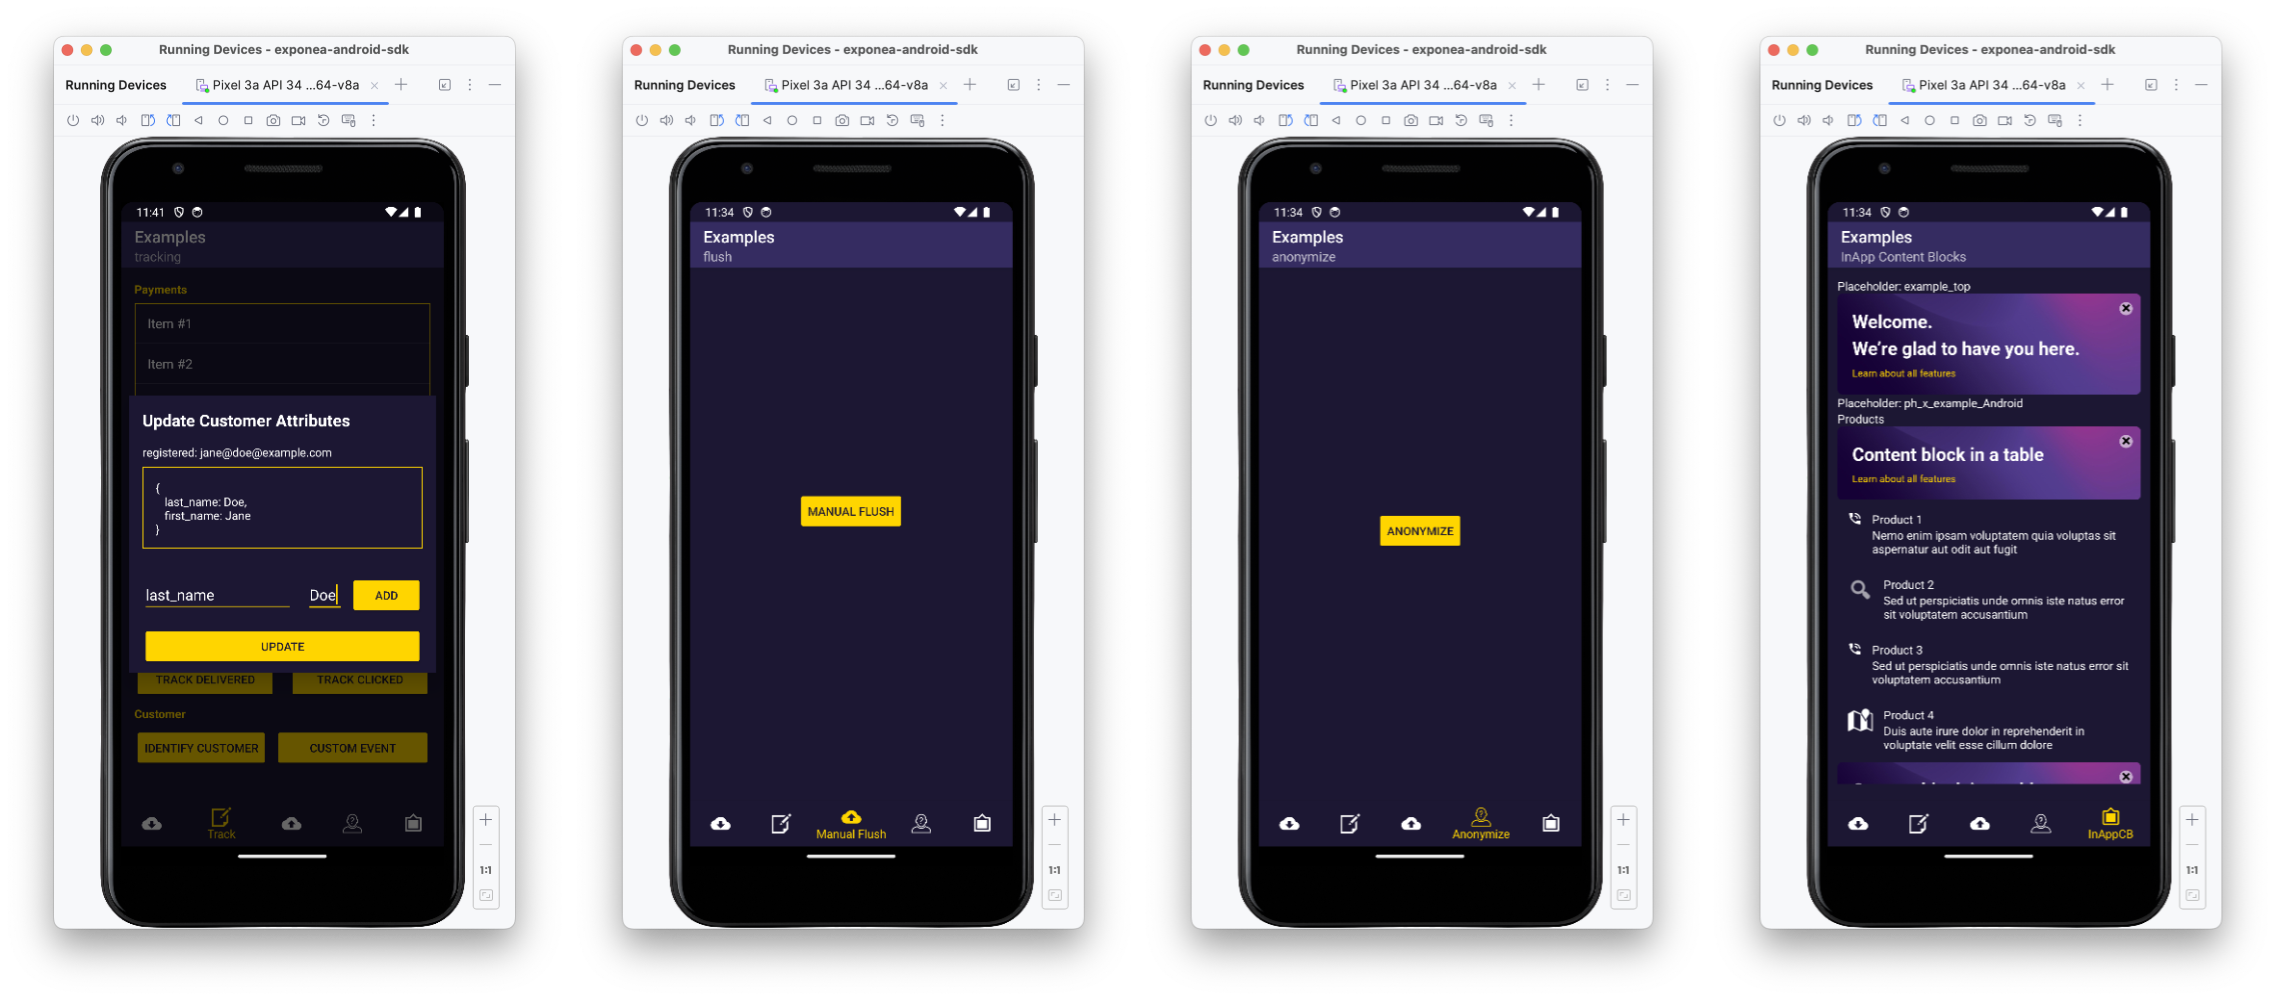 Running Devices - exponea-android-sdk
Running Devices
Pixel 3a API 34 ...64-v8a
11:41
Examples
tracking
Payments
Item #1
Item #2
Update Customer Attributes
registered: jane@doe@example.com
{
last_name: Doe,
first_name: Jane
}
last_name
Doe
ADD
UPDATE
TRACK DELIVERED
TRACK CLICKED
Customer
IDENTIFY CUSTOMER
CUSTOM EVENT
Track
1:1
Running Devices - exponea-android-sdk
Running Devices
Pixel 3a API 34 ...64-v8a
11:34
Examples
flush
MANUAL FLUSH
Manual Flush
1:1
Running Devices - exponea-android-sdk
Running Devices
Pixel 3a API 34 ...64-v8a
11:34
Examples
anonymize
ANONYMIZE
Anonymize
1:1
Running Devices - exponea-android-sdk
Running Devices
Pixel 3a API 34 ...64-v8a
11:34
Examples
InApp Content Blocks
Placeholder: example_top
Welcome.
We're glad to have you here.
Learn about all features
Placeholder: ph_x_example_Android
Products
Content block in a table
Learn about all features
Product 1
Nemo enim ipsam voluptatem quia voluptas sit
aspernatur aut odit aut fugit
Product 2
Sed ut perspiciatis unde omnis iste natus error
sit voluptatem accusantium
Product 3
Sed ut perspiciatis unde omnis iste natus error sit
voluptatem accusantium
Product 4
Duis aute irure dolor in reprehenderit in
voluptate velit esse cillum dolore
InAppCB
1:1